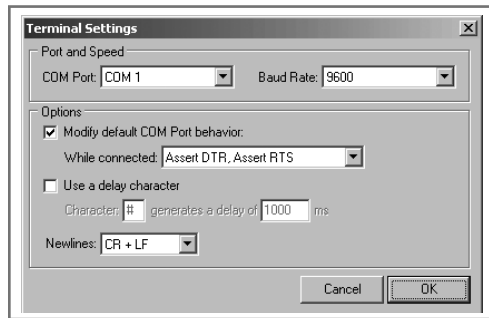 Terminal Settings
Port and Speed
COM Port: COM 1 Baud Rate: 9600
Options
Modify default COM Port behavior:
While connected: Assert DTR, Assert RTS
Use a delay character
Character: # generates a delay of 1000 ms
Newlines: CR + LF
Cancel OK